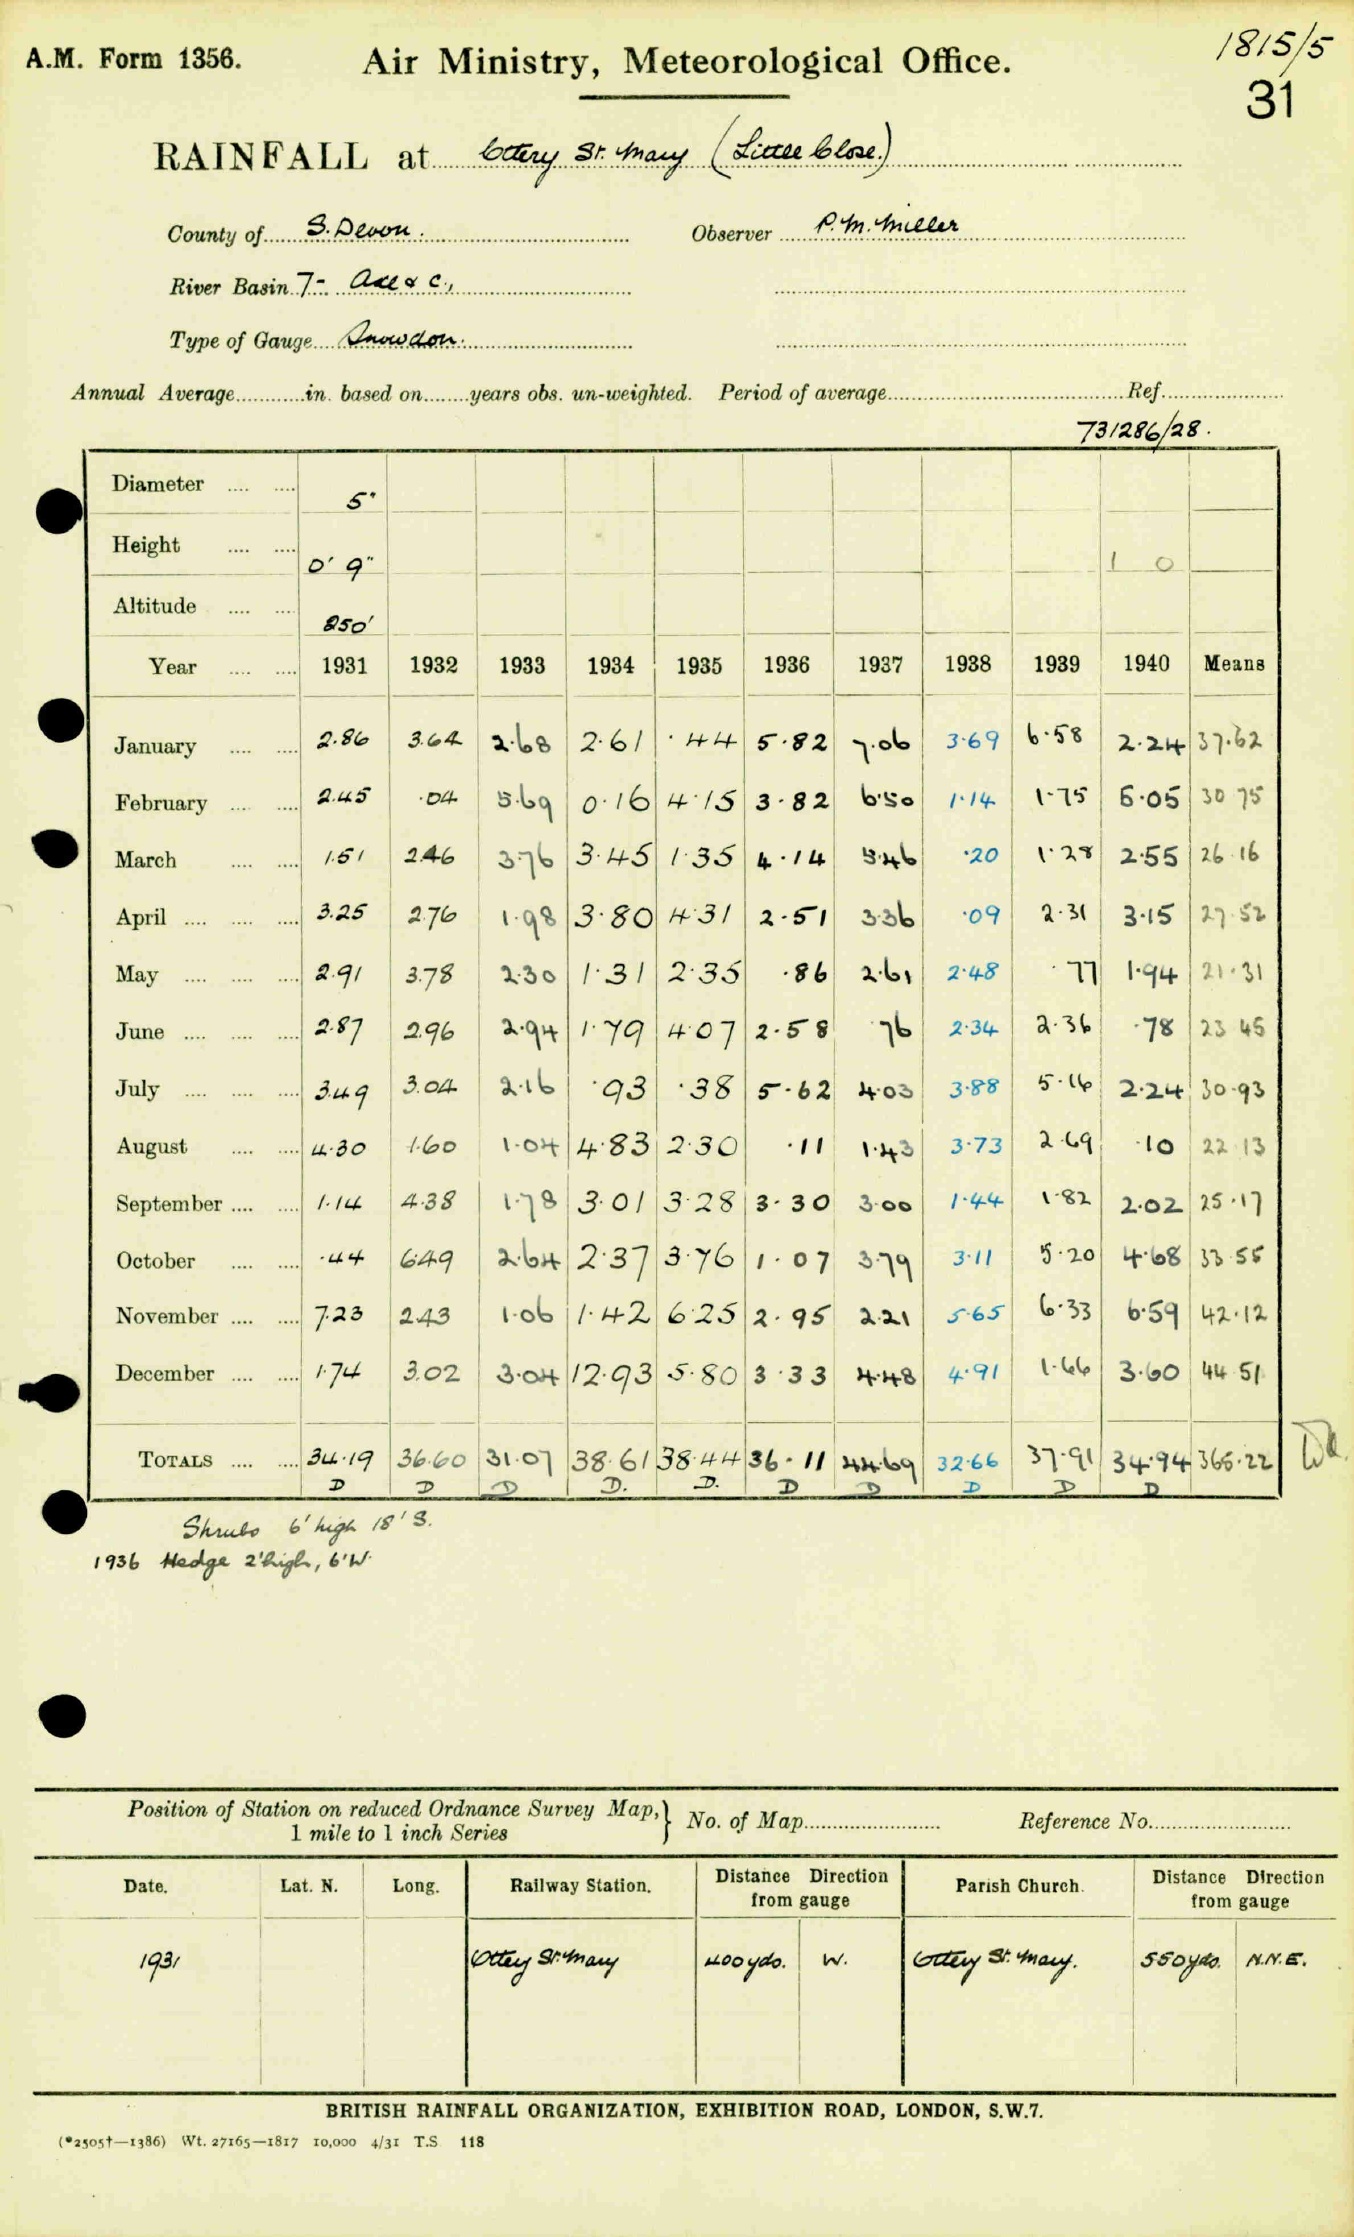 A.M. Form 1356.
Air Ministry, Meteorological Office.
1815/5
31
RAINFALL at Ottery St. Mary (Little Close.)
County of S. Devon. Observer P. M. Miller
River Basin 7- Axe & c.,
Type of Gauge Snowdon.
Annual Average in. based on years obs. un-weighted. Period of average Ref.
731286/28.
Diameter 5"
Height 0' 9" 1 0
Altitude 250'
Year 1931 1932 1933 1934 1935 1936 1937 1938 1939 1940 Means
January 2.86 3.64 2.68 2.61 .44 5.82 7.06 3.69 6.58 2.24 37.62
February 2.45 .04 5.69 0.16 4.15 3.82 6.50 1.14 1.75 5.05 30 75
March 1.51 2.46 3.76 3.45 1.35 4.14 5.46 .20 1.28 2.55 26.16
April 3.25 2.76 1.98 3.80 4.31 2.51 3.36 .09 2.31 3.15 27.52
May 2.91 3.78 2.30 1.31 2.35 .86 2.61 2.48 .77 1.94 21.31
June 2.87 2.96 2.94 1.79 4.07 2.58 76 2.34 2.36 .78 23 45
July 3.49 3.04 2.16 .93 .38 5.62 4.03 3.88 5.16 2.24 30.93
August 4.30 1.60 1.04 4.83 2.30 .11 1.43 3.73 2.69 .10 22 13
September 1.14 4.38 1.78 3.01 3.28 3.30 3.00 1.44 1.82 2.02 25.17
October .44 6.49 2.64 2.37 3.76 1.07 3.79 3.11 5.20 4.68 33 55
November 7.23 2.43 1.06 1.42 6.25 2.95 2.21 5.65 6.33 6.59 42.12
December 1.74 3.02 3.04 12.93 5.80 3.33 4.48 4.91 1.66 3.60 44 51
TOTALS 34.19 36.60 31.07 38.61 38.44 36.11 44.69 32.66 37.91 34.94 365.22
D D D D. D. D D D D D
Shrubs 6' high 18' S.
1936 Hedge 2' high, 6' W.
Position of Station on reduced Ordnance Survey Map,} No. of Map Reference No.
1 mile to 1 inch Series
Date. Lat. N. Long. Railway Station. Distance Direction from gauge Parish Church. Distance Direction from gauge
1931 Ottery St. Mary 400 yds. W. Ottery St. Mary. 550 yds. N.N.E.
BRITISH RAINFALL ORGANIZATION, EXHIBITION ROAD, LONDON, S.W.7.
(*2505†—1386) Wt. 27165—1817 10,000 4/31 T.S 118